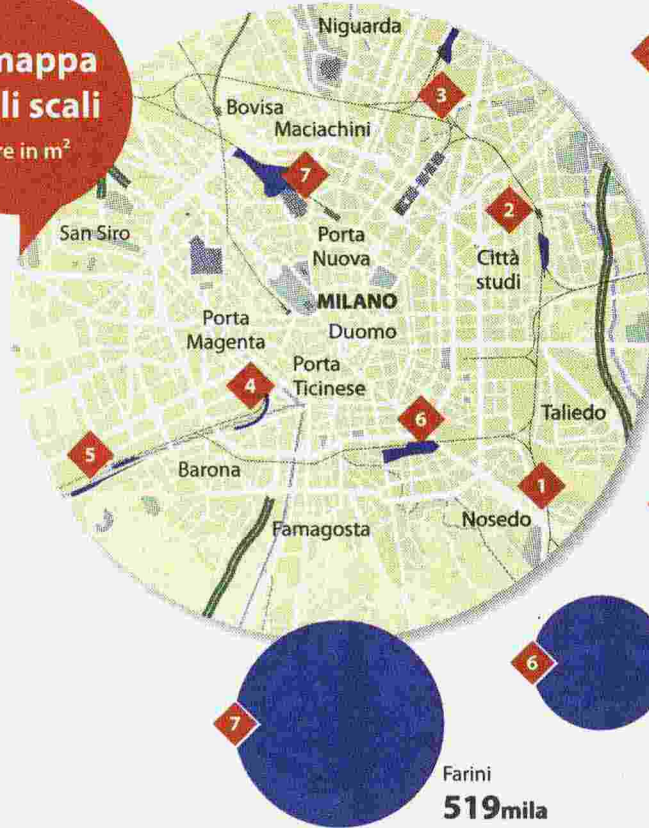 mappa
li scali
re in m²
Niguarda
3
Bovisa
Maciachini
7
2
San Siro
Porta
Nuova
Città
studi
MILANO
Duomo
Porta
Magenta
Porta
Ticinese
4
6
Taliedo
5
Barona
1
Nosedo
Famagosta
6
7
Farini
519mila